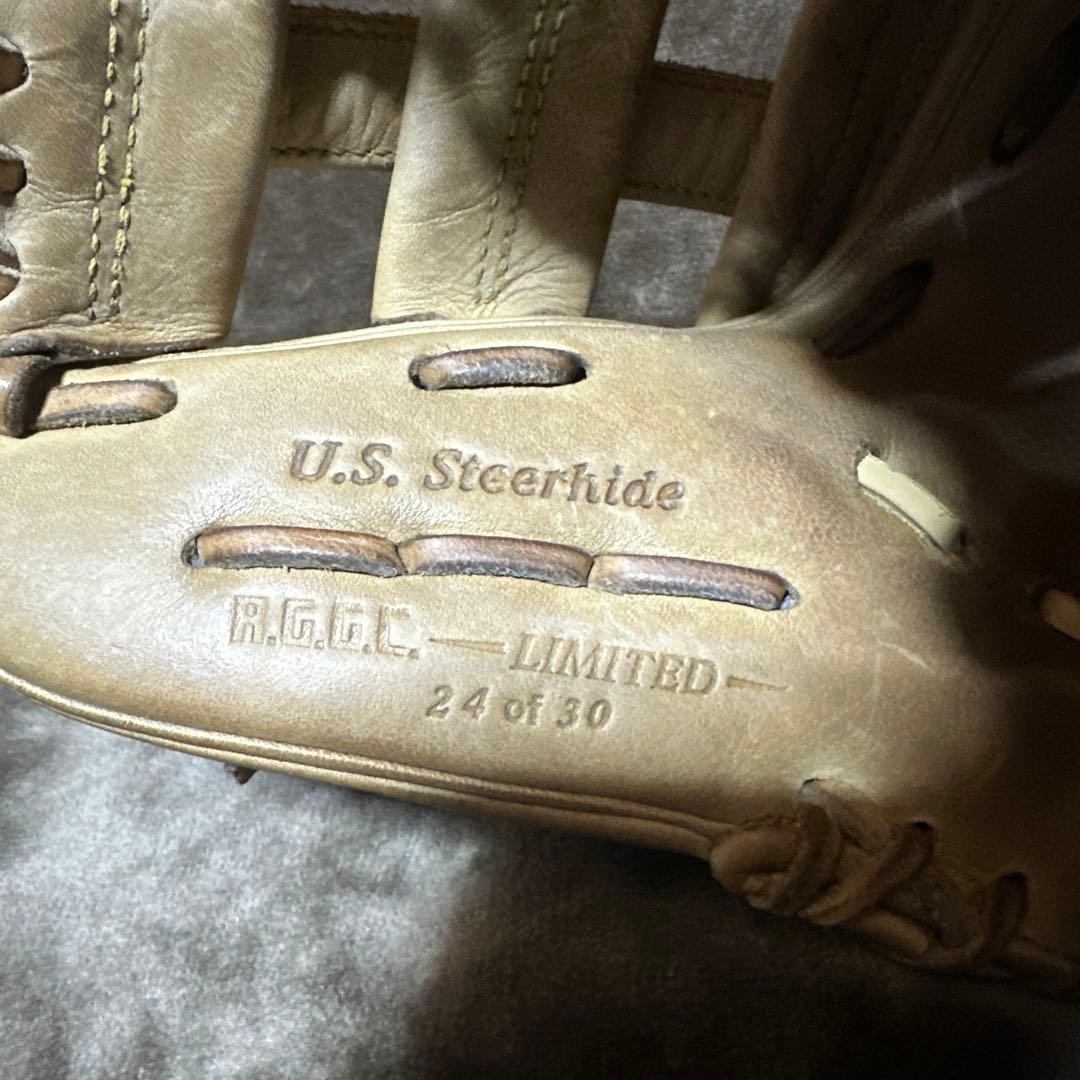 U.S. Steerhide
R.G.G.C. — LIMITED —
24 of 30